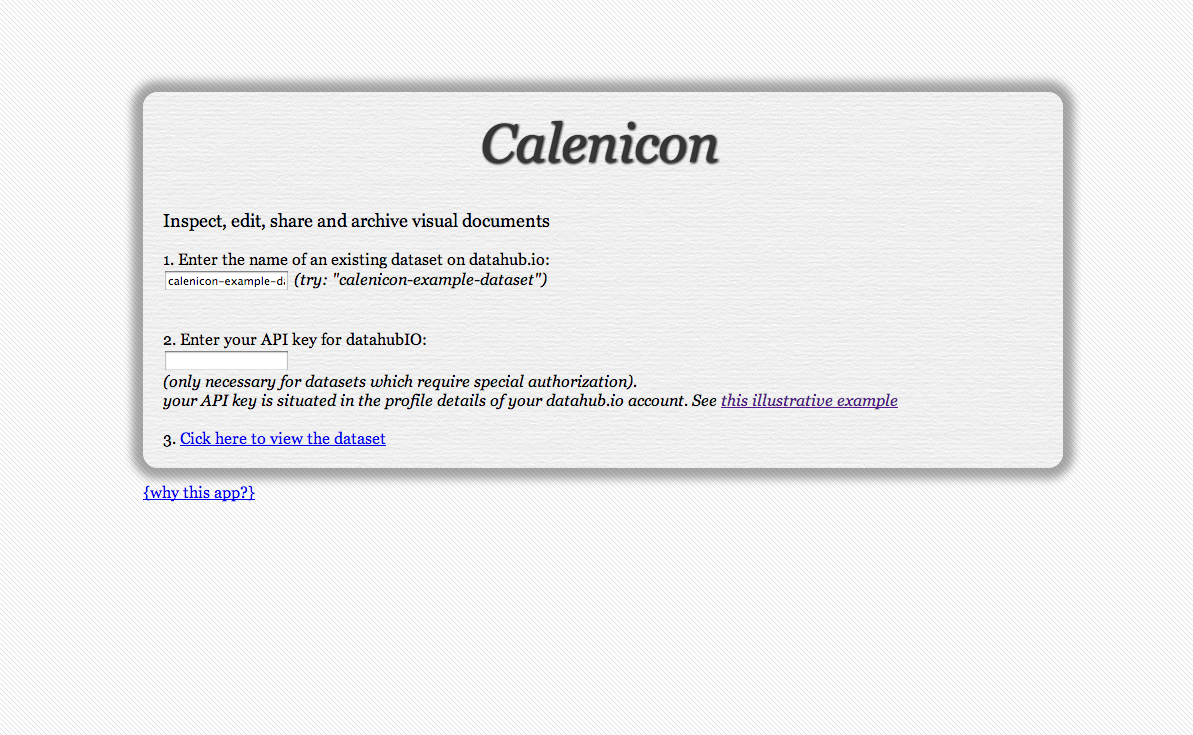 Calenicon
Inspect, edit, share and archive visual documents
1. Enter the name of an existing dataset on datahub.io:
calenicon-example-da (try: "calenicon-example-dataset")
2. Enter your API key for datahubIO:
(only necessary for datasets which require special authorization).
your API key is situated in the profile details of your datahub.io account. See this illustrative example
3. Cick here to view the dataset
{why this app?}